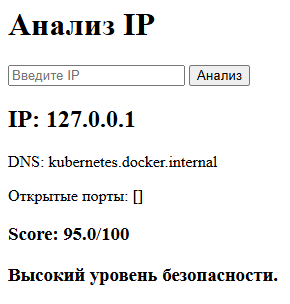 Анализ IP
Введите IP Анализ
IP: 127.0.0.1
DNS: kubernetes.docker.internal
Открытые порты: []
Score: 95.0/100
Высокий уровень безопасности.